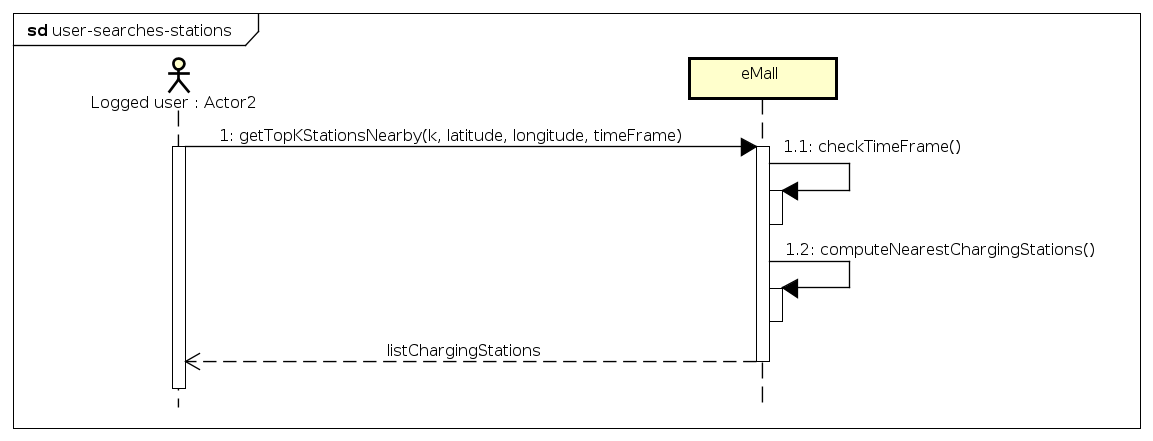 sd user-searches-stations
Logged user : Actor2
eMall
1: getTopKStationsNearby(k, latitude, longitude, timeFrame)
1.1: checkTimeFrame()
1.2: computeNearestChargingStations()
listChargingStations